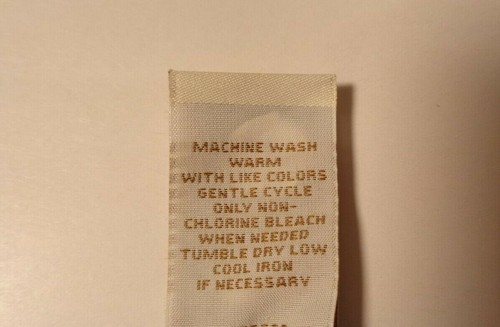 MACHINE WASH
WARM
WITH LIKE COLORS
GENTLE CYCLE
ONLY NON-
CHLORINE BLEACH
WHEN NEEDED
TUMBLE DRY LOW
COOL IRON
IF NECESSARY